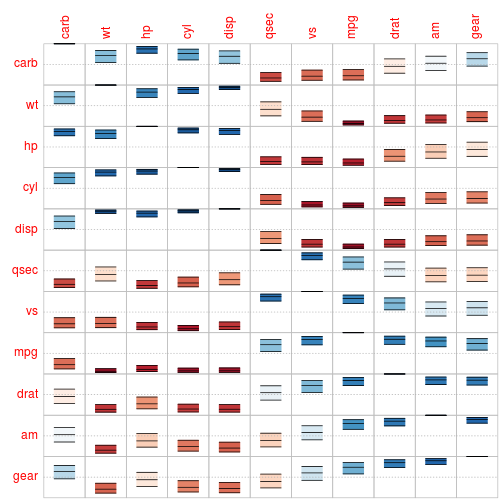 carb wt hp cyl disp qsec vs mpg drat am gear
carb
wt
hp
cyl
disp
qsec
vs
mpg
drat
am
gear